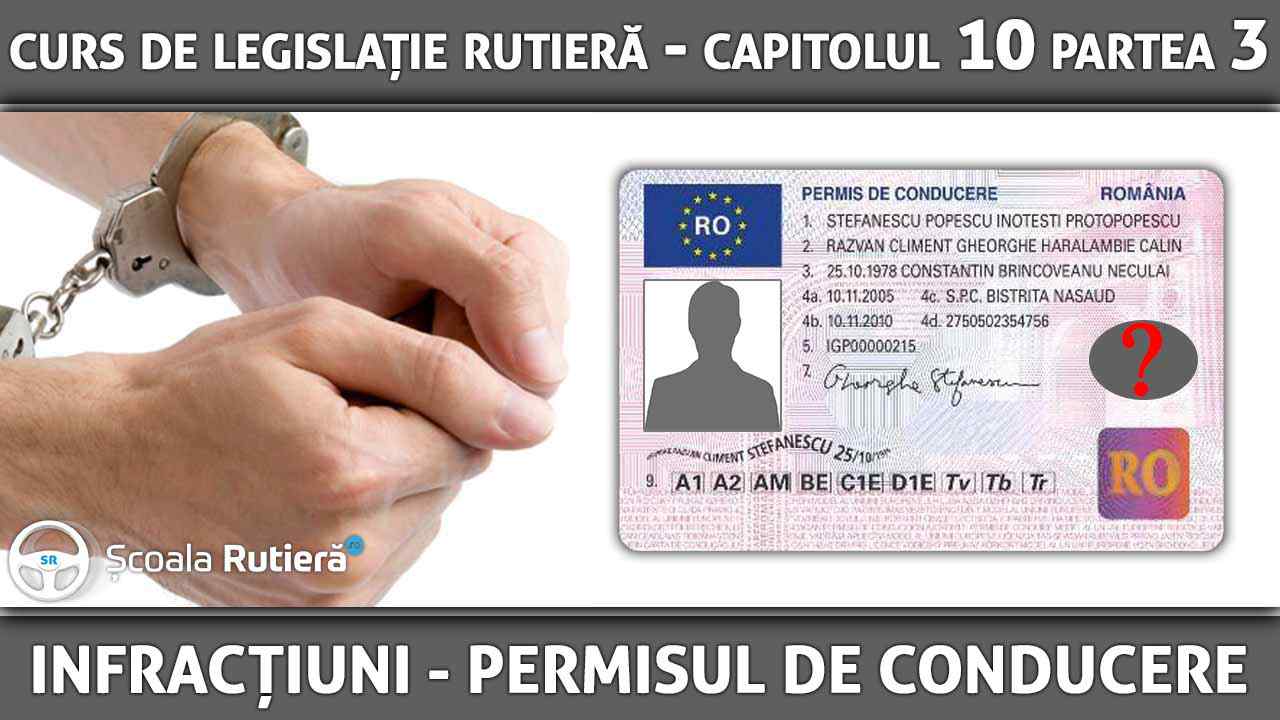 CURS DE LEGISLAȚIE RUTIERĂ - CAPITOLUL 10 PARTEA 3
RO
PERMIS DE CONDUCERE ROMÂNIA
1. STEFANESCU POPESCU INOTESTI PROTOPOPESCU
2. RAZVAN CLIMENT GHEORGHE HARALAMBIE CALIN
3. 25.10.1978 CONSTANTIN BRINCOVEANU NECULAI
4a. 10.11.2005 4c. S.P.C. BISTRITA NASAUD
4b. 10.11.2010 4d. 2750502354756
5. IGP00000215
?
7. Gheorghe Stefanescu
RAZVAN CLIMENT STEFANESCU 25/10/
9. A1 A2 AM BE C1E D1E Tv Tb Tr
RO
SR Școala Rutieră.ro
INFRACȚIUNI - PERMISUL DE CONDUCERE